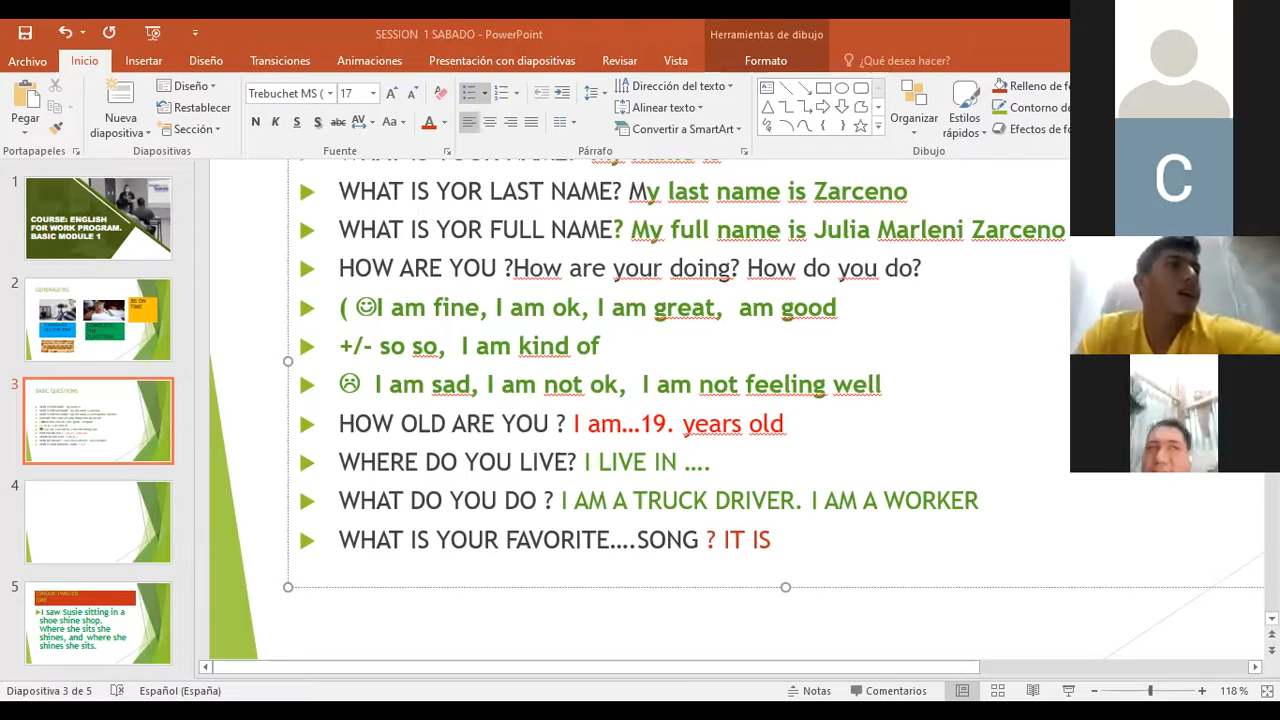 SESSION 1 SABADO - PowerPoint
Herramientas de dibujo
Archivo Inicio Insertar Diseño Transiciones Animaciones Presentación con diapositivas Revisar Vista Formato ¿Qué desea hacer?
Pegar
Nueva diapositiva
Diseño
Restablecer
Sección
Trebuchet MS ( 17
N K S S abc AV Aa A
Dirección del texto
Alinear texto
Convertir a SmartArt
Organizar
Estilos rápidos
Relleno de f
Contorno de
Efectos de fo
Portapapeles Diapositivas Fuente Párrafo Dibujo
WHAT IS YOR LAST NAME? My last name is Zarceno
WHAT IS YOR FULL NAME? My full name is Julia Marleni Zarceno
HOW ARE YOU ?How are your doing? How do you do?
( ☺I am fine, I am ok, I am great, am good
+/- so so, I am kind of
☹ I am sad, I am not ok, I am not feeling well
HOW OLD ARE YOU ? I am…19. years old
WHERE DO YOU LIVE? I LIVE IN ….
WHAT DO YOU DO ? I AM A TRUCK DRIVER. I AM A WORKER
WHAT IS YOUR FAVORITE….SONG ? IT IS
1
COURSE: ENGLISH
FOR WORK PROGRAM.
BASIC MODULE 1
2
BE ON TIME
3
BASIC QUESTIONS
4
5
I saw Susie sitting in a
shoe shine shop.
Where she sits she
shines, and where she
shines she sits.
C
Diapositiva 3 de 5 Español (España) Notas Comentarios 118 %